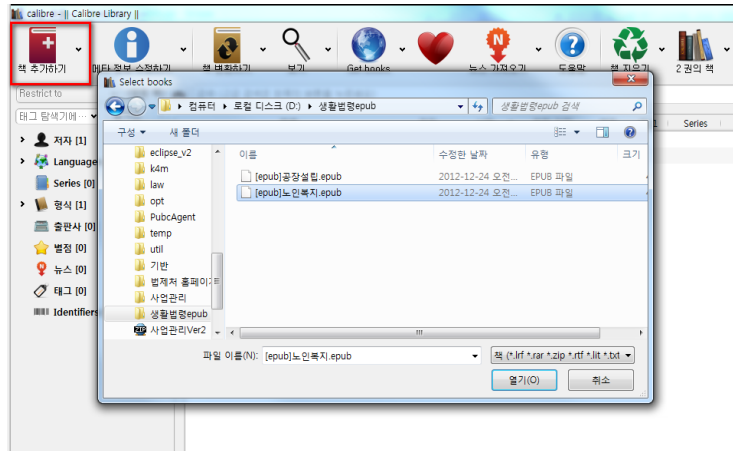 calibre - || Calibre Library ||
책 추가하기
메타 정보 수정하기
책 변환하기
보기
Get books
뉴스 가져오기
도움말
책 지우기
2 권의 책
Restrict to
태그 탐색기에…
Series
저자 [1]
Language
Series [0]
형식 [1]
출판사 [0]
별점 [0]
뉴스 [0]
태그 [0]
Identifiers
Select books
컴퓨터 ▸ 로컬 디스크 (D:) ▸ 생활법령epub
생활법령epub 검색
구성 새 폴더
이름 수정한 날짜 유형 크기
eclipse_v2
k4m
law
opt
PubcAgent
temp
util
기반
법제처 홈페이지
사업관리
생활법령epub
사업관리Ver2
[epub]공장설립.epub 2012-12-24 오전... EPUB 파일
[epub]노인복지.epub 2012-12-24 오전... EPUB 파일
파일 이름(N): [epub]노인복지.epub
책 (*.lrf *.rar *.zip *.rtf *.lit *.txt
열기(O) 취소